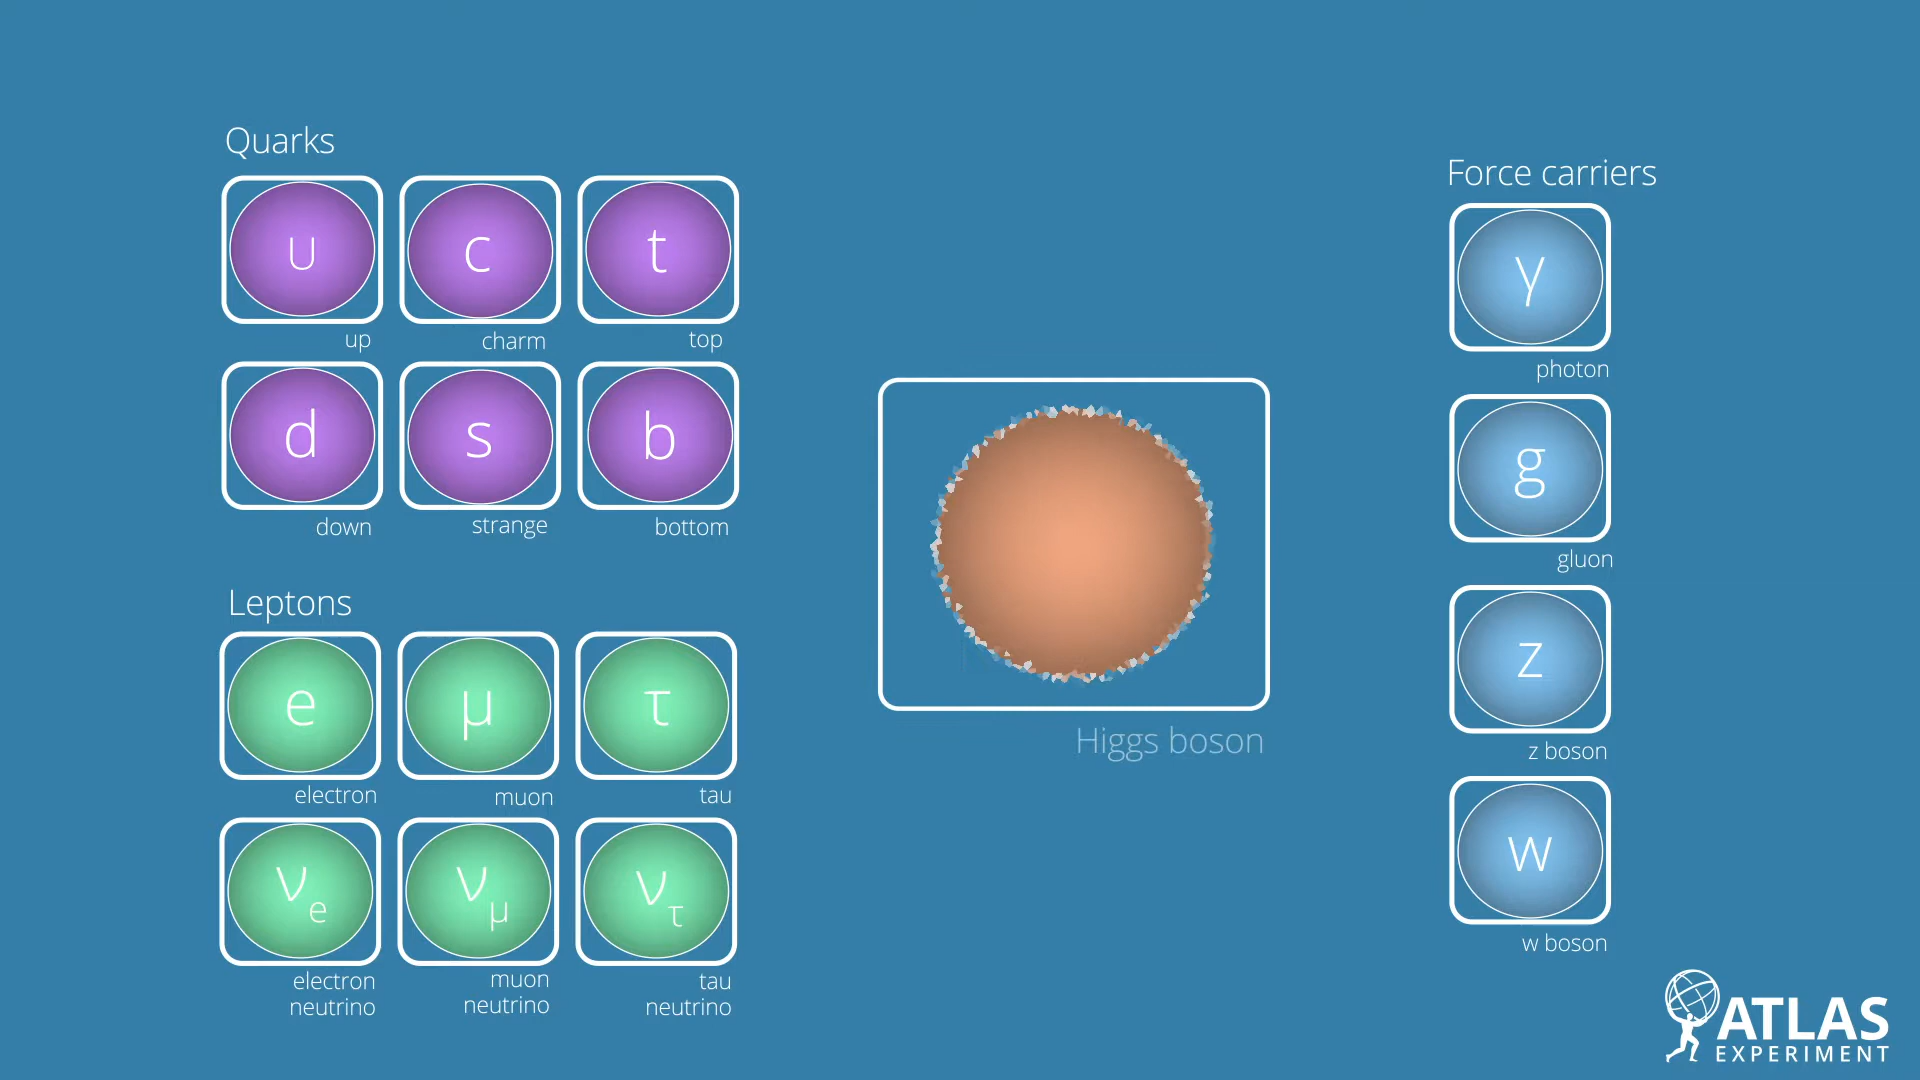 Quarks
u c t
up charm top
d s b
down strange bottom
Leptons
e μ τ
electron muon tau
νe νμ ντ
electron muon tau
neutrino neutrino neutrino
Higgs boson
Force carriers
γ
photon
g
gluon
z
z boson
w
w boson
ATLAS
EXPERIMENT